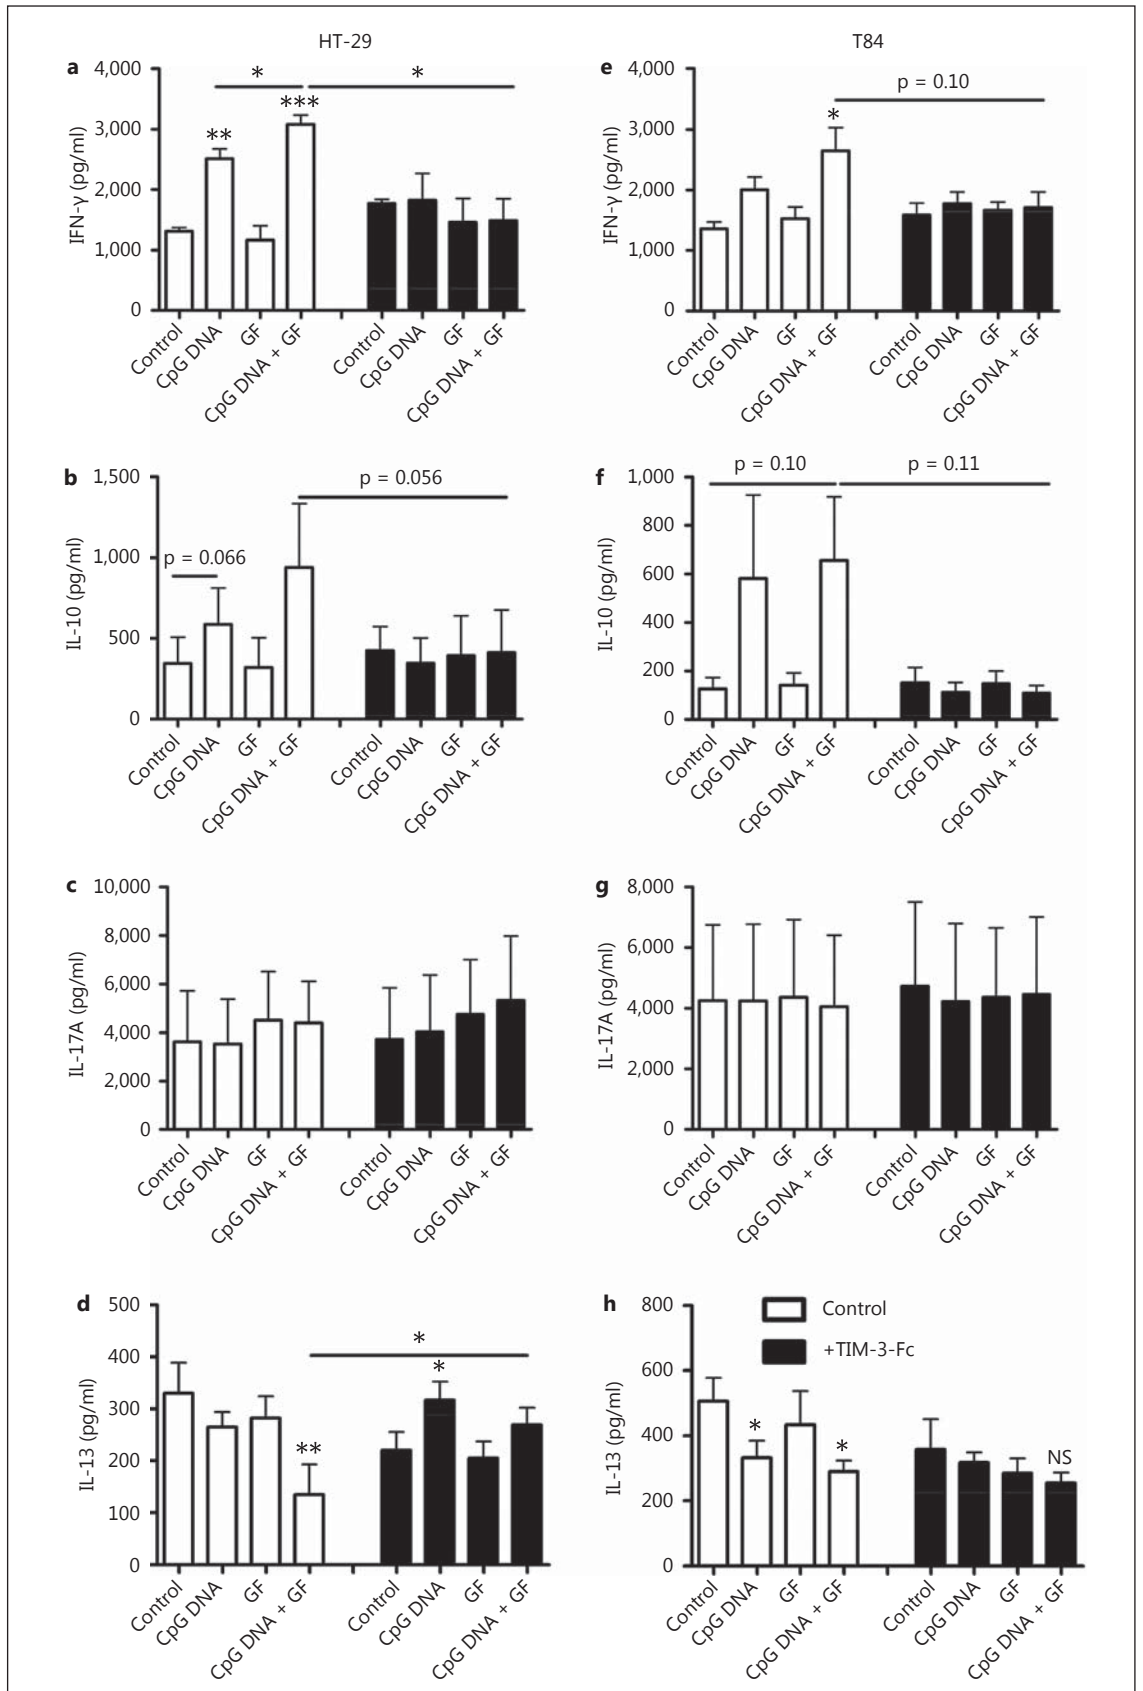 HT-29
T84
a
IFN-γ (pg/ml)
4,000
3,000
2,000
1,000
0
*
*
**
***
Control
CpG DNA
GF
CpG DNA + GF
Control
CpG DNA
GF
CpG DNA + GF
e
IFN-γ (pg/ml)
4,000
3,000
2,000
1,000
0
p = 0.10
*
Control
CpG DNA
GF
CpG DNA + GF
Control
CpG DNA
GF
CpG DNA + GF
b
IL-10 (pg/ml)
1,500
1,000
500
0
p = 0.056
p = 0.066
Control
CpG DNA
GF
CpG DNA + GF
Control
CpG DNA
GF
CpG DNA + GF
f
IL-10 (pg/ml)
1,000
800
600
400
200
0
p = 0.10
p = 0.11
Control
CpG DNA
GF
CpG DNA + GF
Control
CpG DNA
GF
CpG DNA + GF
c
IL-17A (pg/ml)
10,000
8,000
6,000
4,000
2,000
0
Control
CpG DNA
GF
CpG DNA + GF
Control
CpG DNA
GF
CpG DNA + GF
g
IL-17A (pg/ml)
8,000
6,000
4,000
2,000
0
Control
CpG DNA
GF
CpG DNA + GF
Control
CpG DNA
GF
CpG DNA + GF
d
IL-13 (pg/ml)
500
400
300
200
100
0
*
*
**
Control
CpG DNA
GF
CpG DNA + GF
Control
CpG DNA
GF
CpG DNA + GF
h
IL-13 (pg/ml)
800
600
400
200
0
Control
+TIM-3-Fc
*
*
NS
Control
CpG DNA
GF
CpG DNA + GF
Control
CpG DNA
GF
CpG DNA + GF